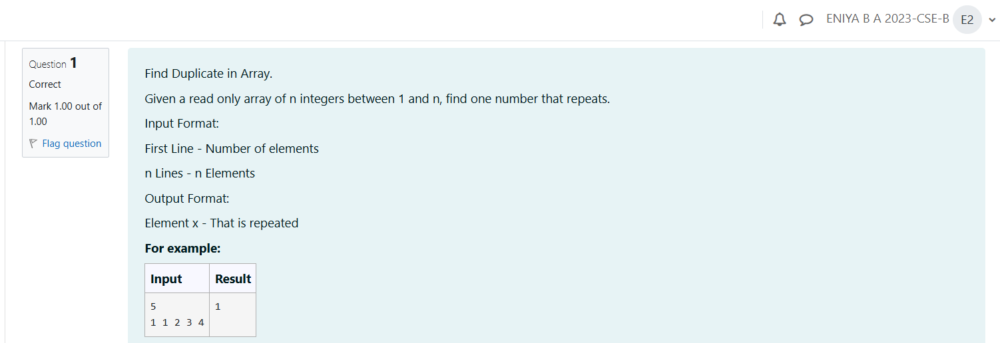 ENIYA B A 2023-CSE-B E2
Question 1
Correct
Mark 1.00 out of
1.00
Flag question
Find Duplicate in Array.
Given a read only array of n integers between 1 and n, find one number that repeats.
Input Format:
First Line - Number of elements
n Lines - n Elements
Output Format:
Element x - That is repeated
For example:
Input Result
5 1
1 1 2 3 4